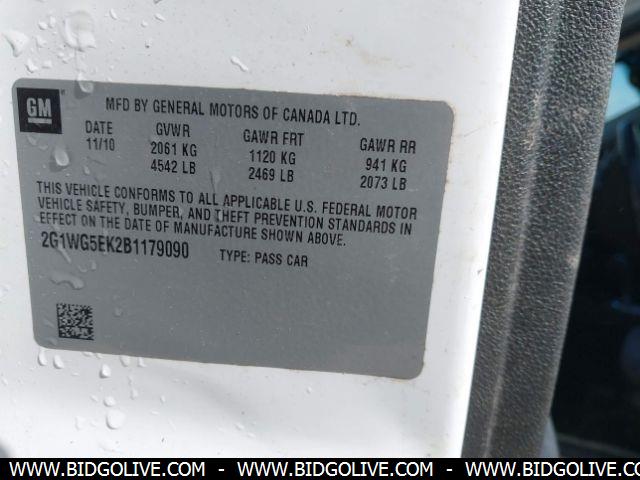 GM
MFD BY GENERAL MOTORS OF CANADA LTD.
DATE GVWR GAWR FRT GAWR RR
11/10 2061 KG 1120 KG 941 KG
4542 LB 2469 LB 2073 LB
THIS VEHICLE CONFORMS TO ALL APPLICABLE U.S. FEDERAL MOTOR
VEHICLE SAFETY, BUMPER, AND THEFT PREVENTION STANDARDS IN
EFFECT ON THE DATE OF MANUFACTURE SHOWN ABOVE.
2G1WG5EK2B1179090 TYPE: PASS CAR
WWW.BIDGOLIVE.COM - WWW.BIDGOLIVE.COM - WWW.BIDGOLIVE.COM